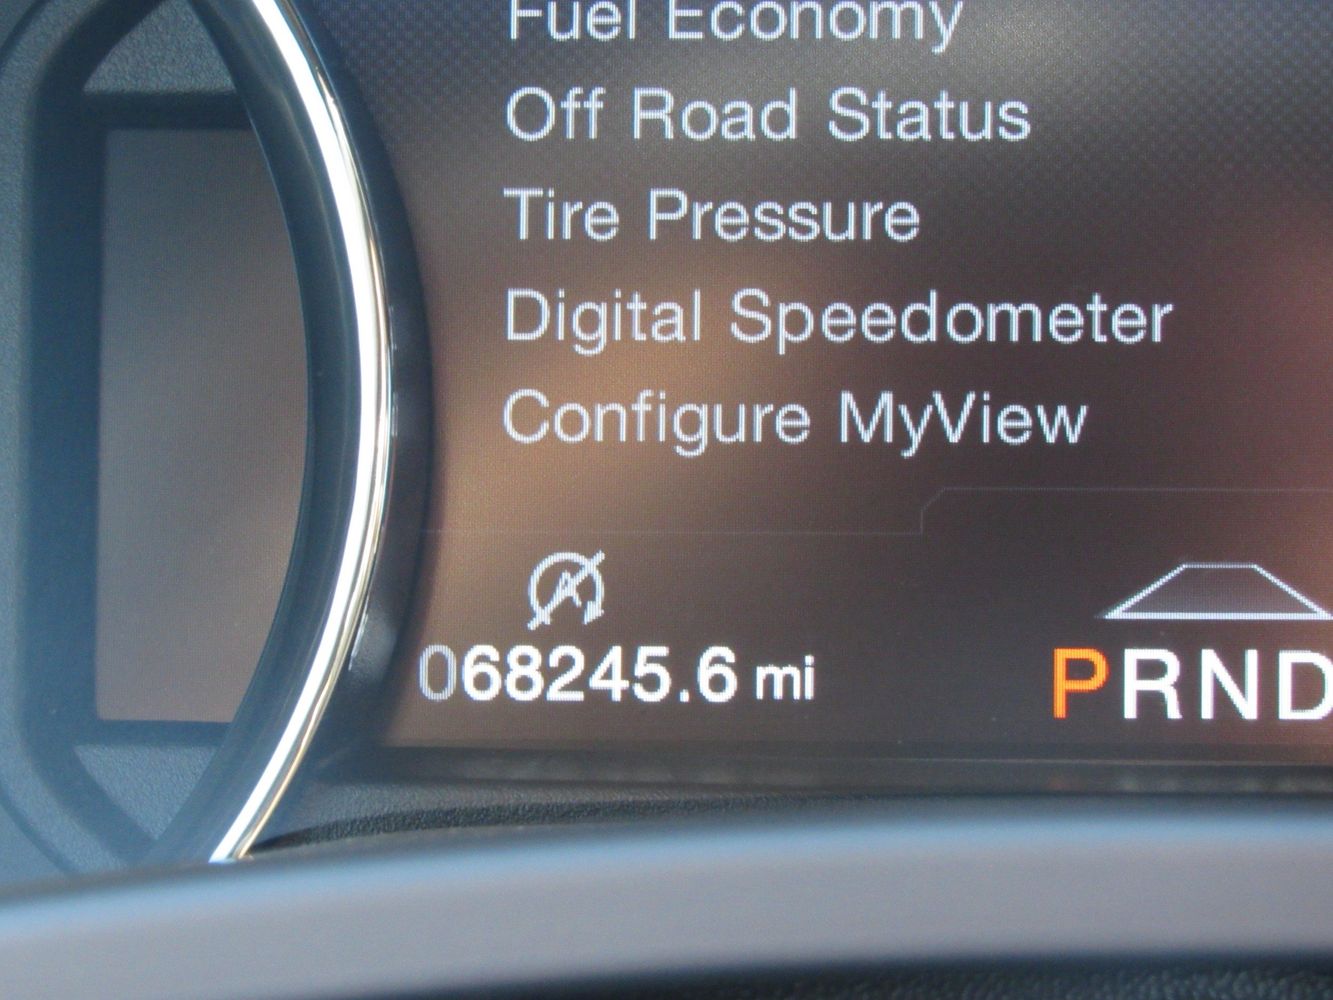 Fuel Economy
Off Road Status
Tire Pressure
Digital Speedometer
Configure MyView
A
068245.6 mi
PRND